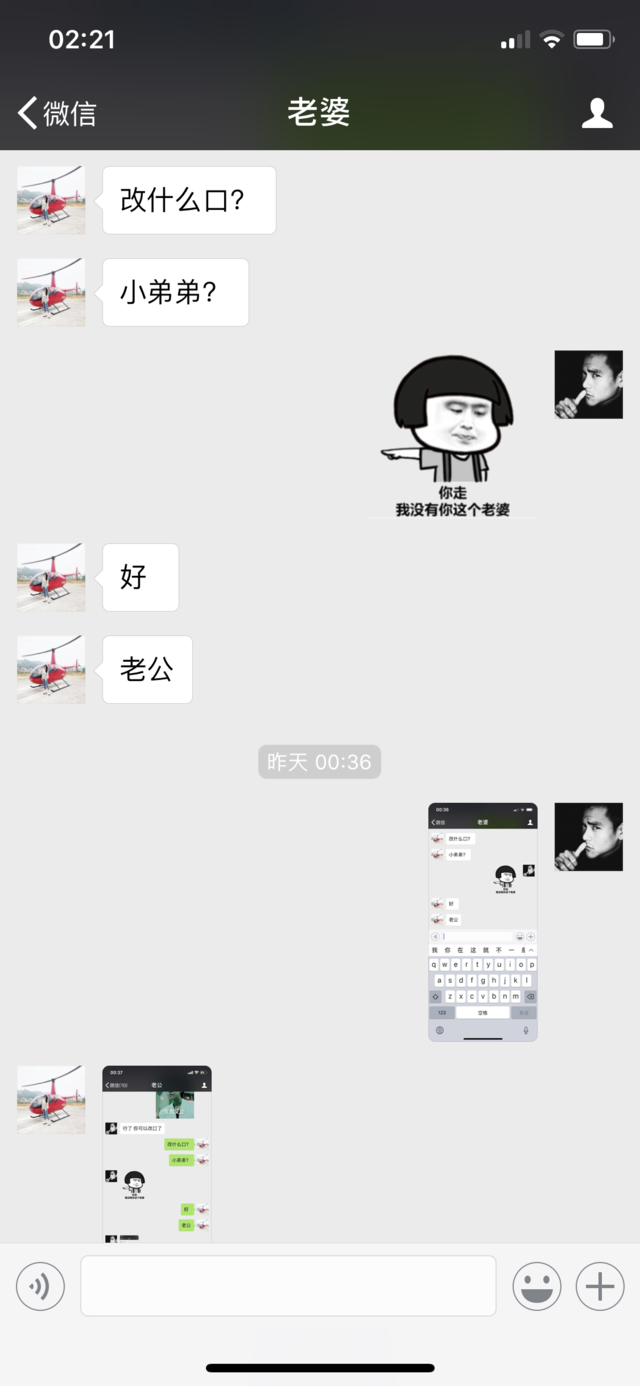 02:21
微信
老婆
改什么口?
小弟弟?
你走
我没有你这个老婆
好
老公
昨天 00:36
00:36
微信
老婆
改什么口?
小弟弟?
好
老公
我 你 在 这 就 不 一
q w e r t y u i o p
a s d f g h j k l
z x c v b n m
123
空格
00:37
微信(10)
老公
行了 你可以改口了
改什么口?
小弟弟?
好
老公